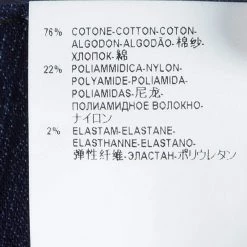 76% COTONE-COTTON-COTON-
ALGODON-ALGODÃO-棉纱-
ХЛОПОК-綿
22% POLIAMMIDICA-NYLON-
POLYAMIDE-POLIAMIDA-
POLIAMIDAS-尼龙-
ПОЛИАМИДНОЕ ВОЛОКНО-
ナイロン
2% ELASTAM-ELASTANE-
ELASTHANNE-ELASTANO-
弹性纤维-ЭЛАСТАН-ポリウレタン